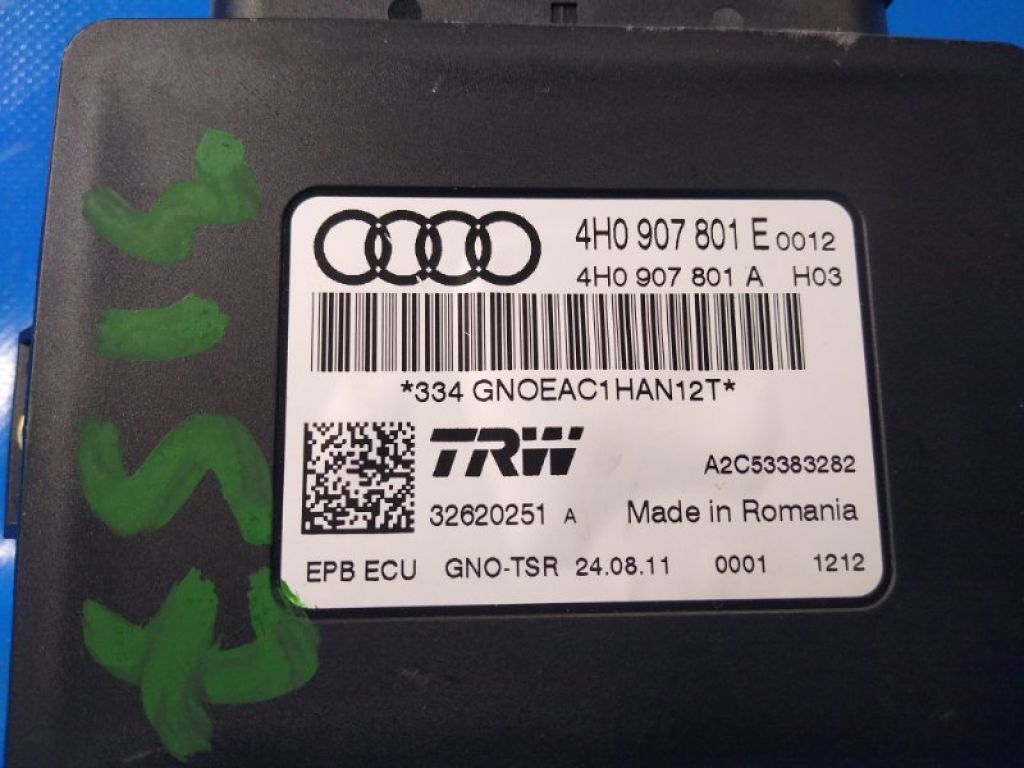 4H0 907 801 E 0012
4H0 907 801 A H03
*334 GNOEAC1HAN12T*
TRW
A2C53383282
32620251 A Made in Romania
EPB ECU GNO-TSR 24.08.11 0001 1212